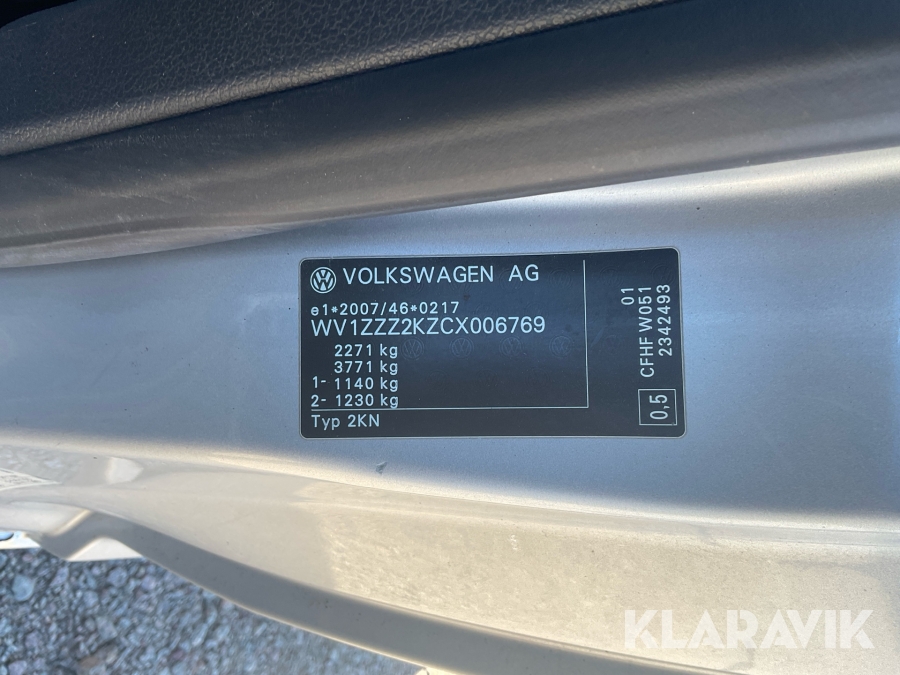 VOLKSWAGEN AG
e1*2007/46*0217
WV1ZZZ2KZCX006769
2271 kg
3771 kg
1- 1140 kg
2- 1230 kg
Typ 2KN
01
CFHF W051
2342493
0,5
KLARAVIK